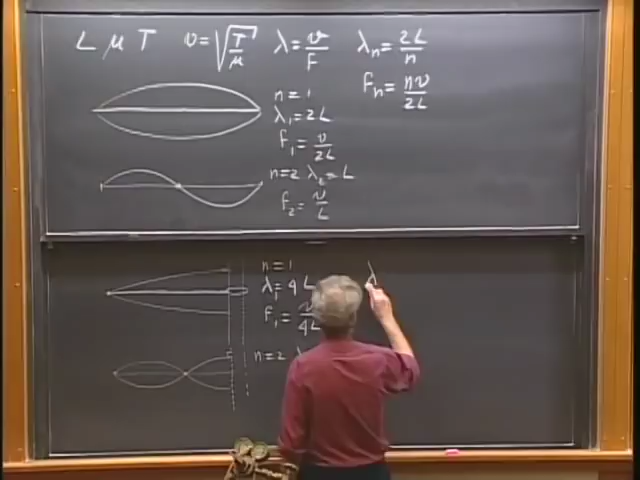 L μ T   v = √(T/μ)   λ = v/F   λₙ = 2L/n
Fₙ = nv/2L
n = 1
λ₁ = 2L
F₁ = v/2L
n=2 λ₂ = L
F₂ = v/L
n = 1
λ₁ = 4L
F₁ = v/4L
n=2
λ